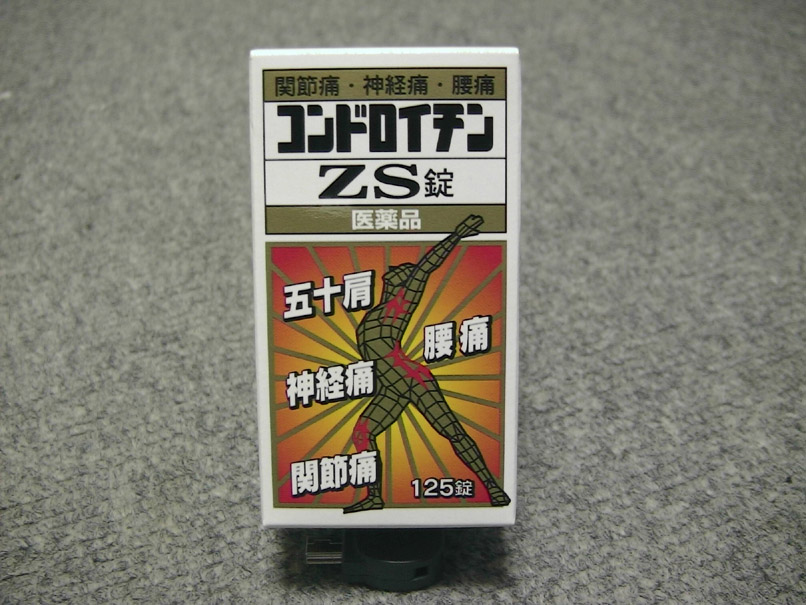 関節痛・神経痛・腰痛
コンドロイチン
ZS錠
医薬品
五十肩
腰痛
神経痛
関節痛
125錠